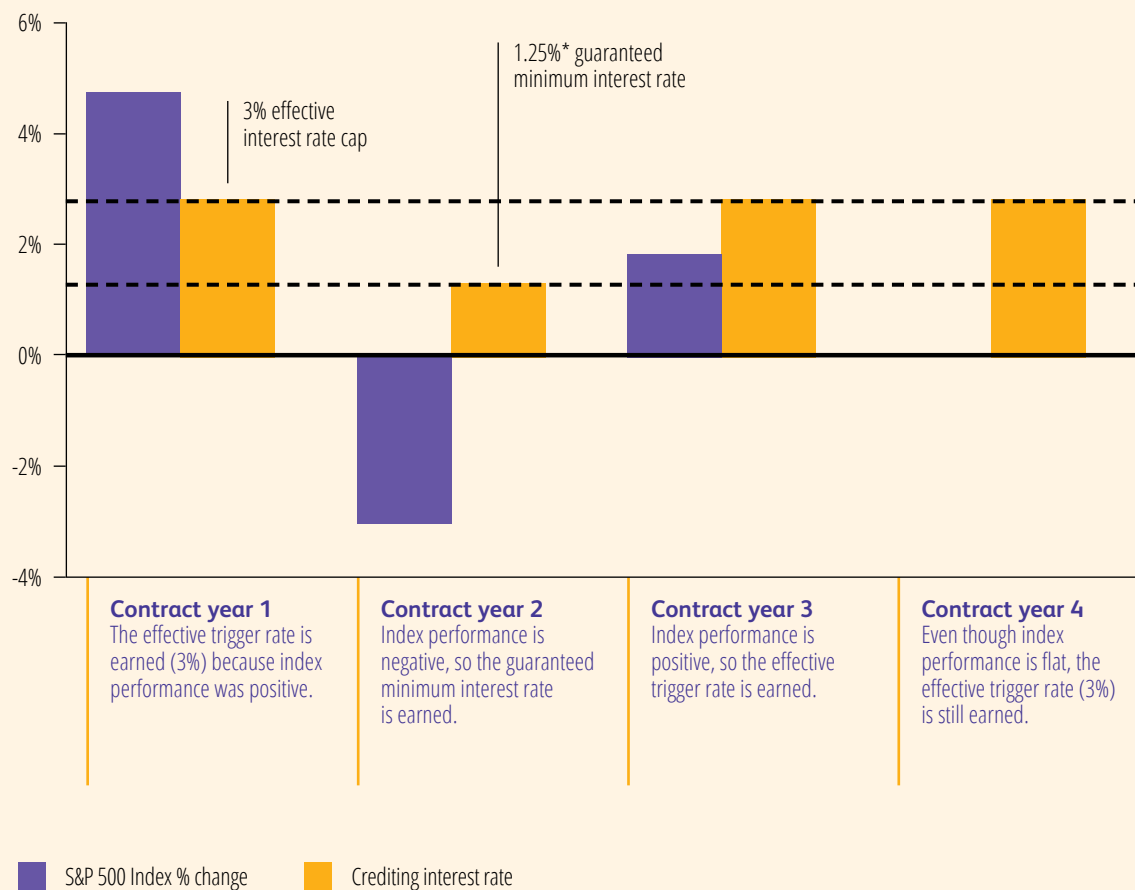 6%
4%
2%
0%
-2%
-4%
3% effective
interest rate cap
1.25%* guaranteed
minimum interest rate
Contract year 1
The effective trigger rate is
earned (3%) because index
performance was positive.
Contract year 2
Index performance is
negative, so the guaranteed
minimum interest rate
is earned.
Contract year 3
Index performance is
positive, so the effective
trigger rate is earned.
Contract year 4
Even though index
performance is flat, the
effective trigger rate (3%)
is still earned.
S&P 500 Index % change
Crediting interest rate